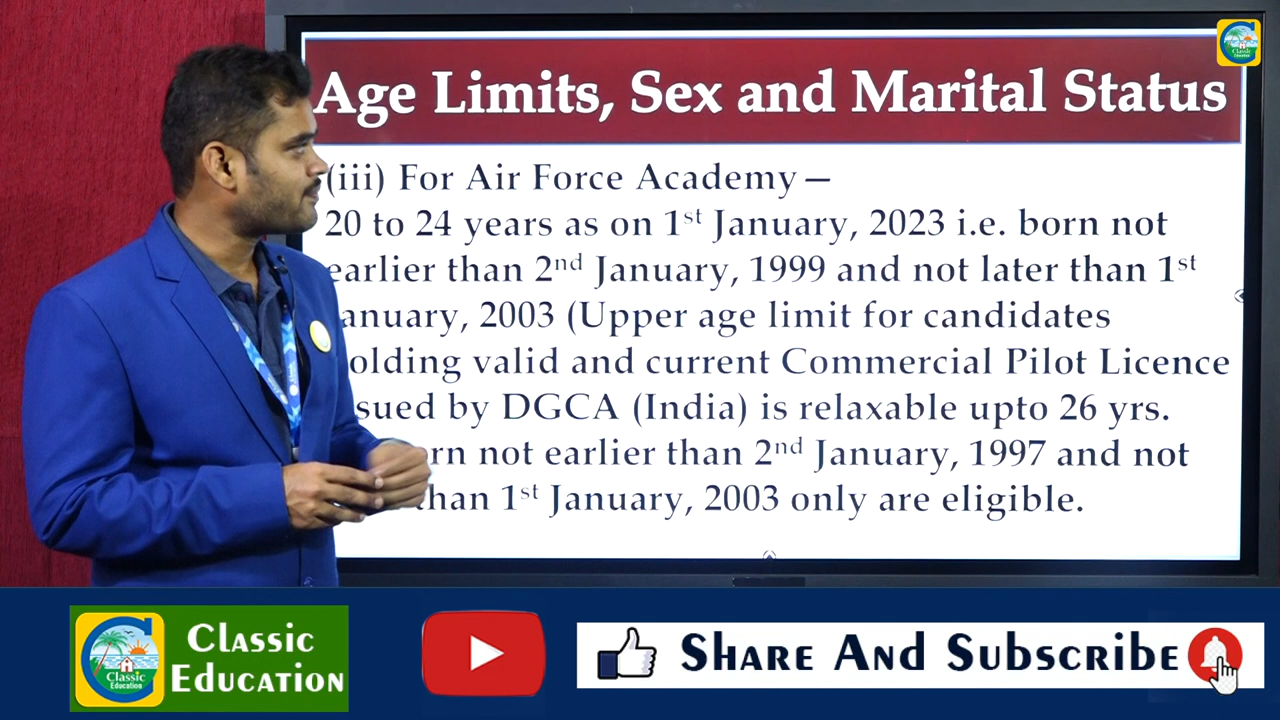 Age Limits, Sex and Marital Status
(iii) For Air Force Academy—
20 to 24 years as on 1st January, 2023 i.e. born not
earlier than 2nd January, 1999 and not later than 1st
anuary, 2003 (Upper age limit for candidates
olding valid and current Commercial Pilot Licence
sued by DGCA (India) is relaxable upto 26 yrs.
rn not earlier than 2nd January, 1997 and not
than 1st January, 2003 only are eligible.
Classic
Education
Classic
Education
Share And Subscribe